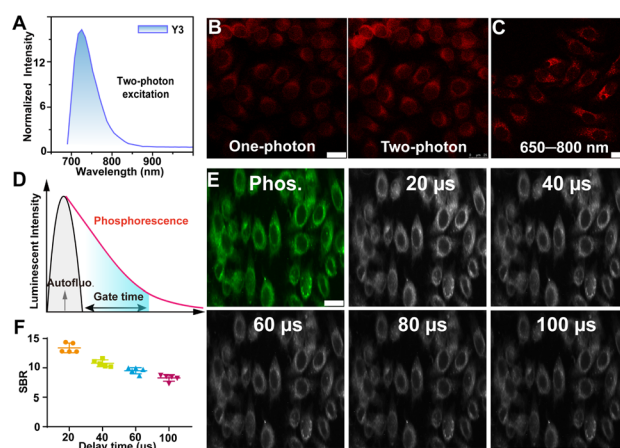 A
Y3
Two-photon
excitation
Normalized Intensity
12
6
0
700 800 900
Wavelength (nm)
B
One-photon
Two-photon
C
650–800 nm
D
Luminescent Intensity
Phosphorescence
Autofluo.
Gate time
E
Phos.
20 µs
40 µs
60 µs
80 µs
100 µs
F
SBR
15
10
5
0
20 40 60 100
Delay time (µs)